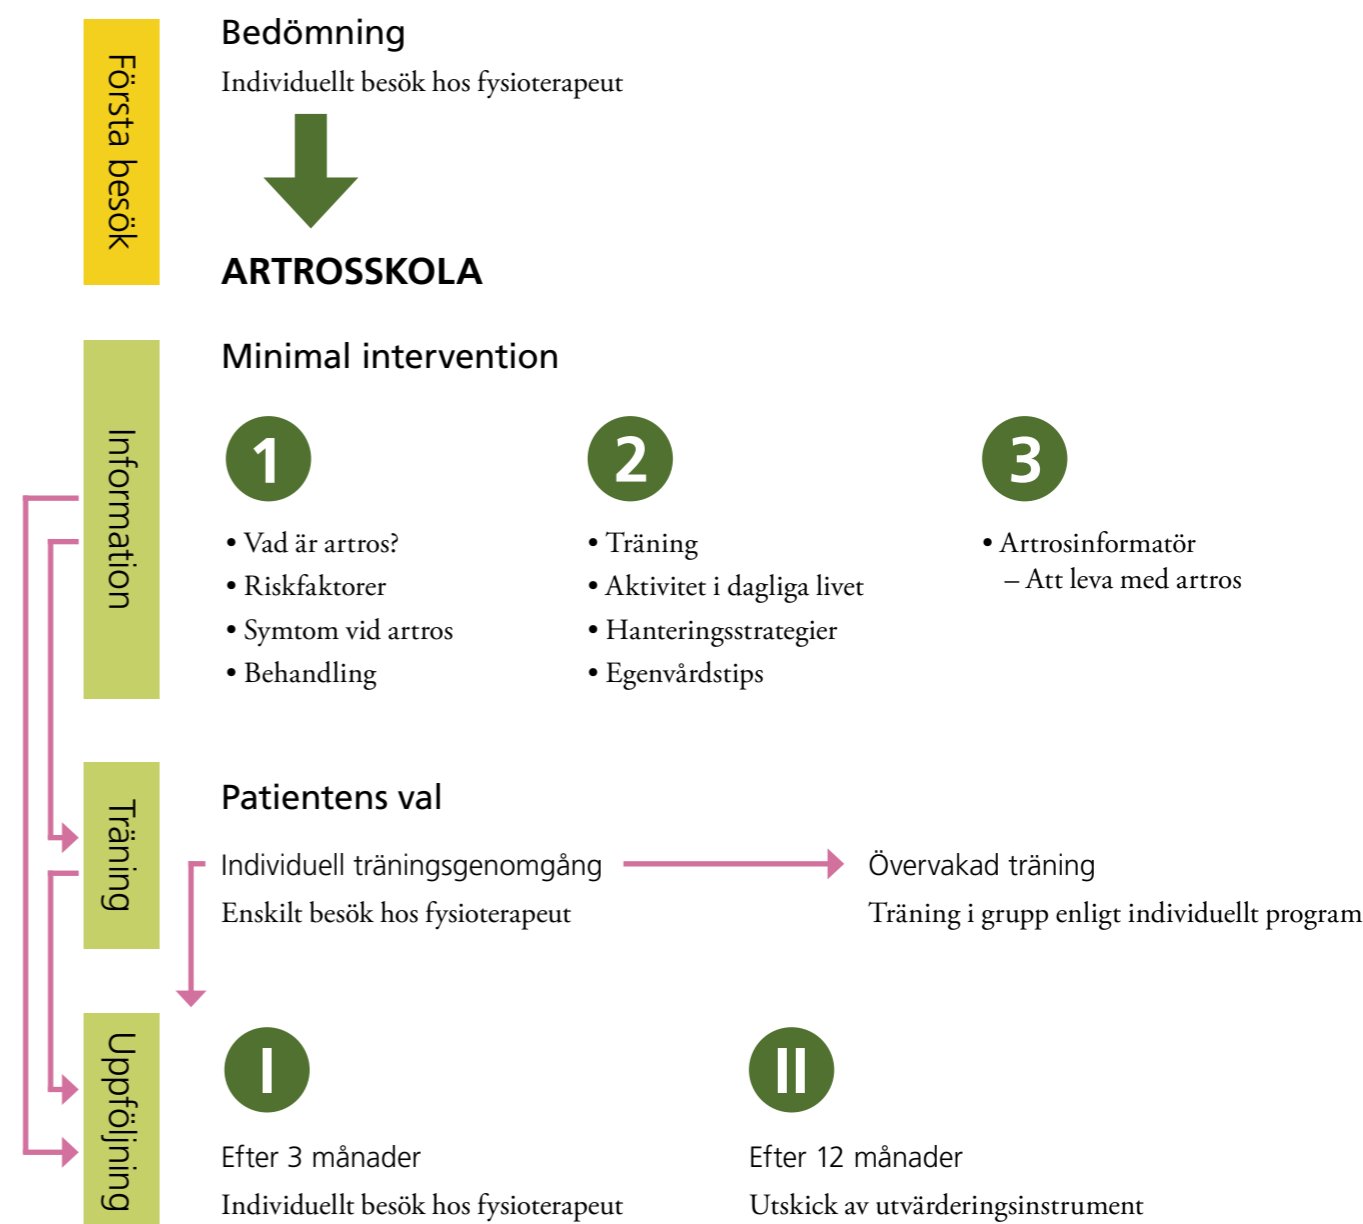 Första besök
Bedömning
Individuellt besök hos fysioterapeut
ARTROSSKOLA
Information
Minimal intervention
1
• Vad är artros?
• Riskfaktorer
• Symtom vid artros
• Behandling
2
• Träning
• Aktivitet i dagliga livet
• Hanteringsstrategier
• Egenvårdstips
3
• Artrosinformatör
– Att leva med artros
Träning
Patientens val
Individuell träningsgenomgång
Enskilt besök hos fysioterapeut
Övervakad träning
Träning i grupp enligt individuellt program
Uppföljning
I
Efter 3 månader
Individuellt besök hos fysioterapeut
II
Efter 12 månader
Utskick av utvärderingsinstrument